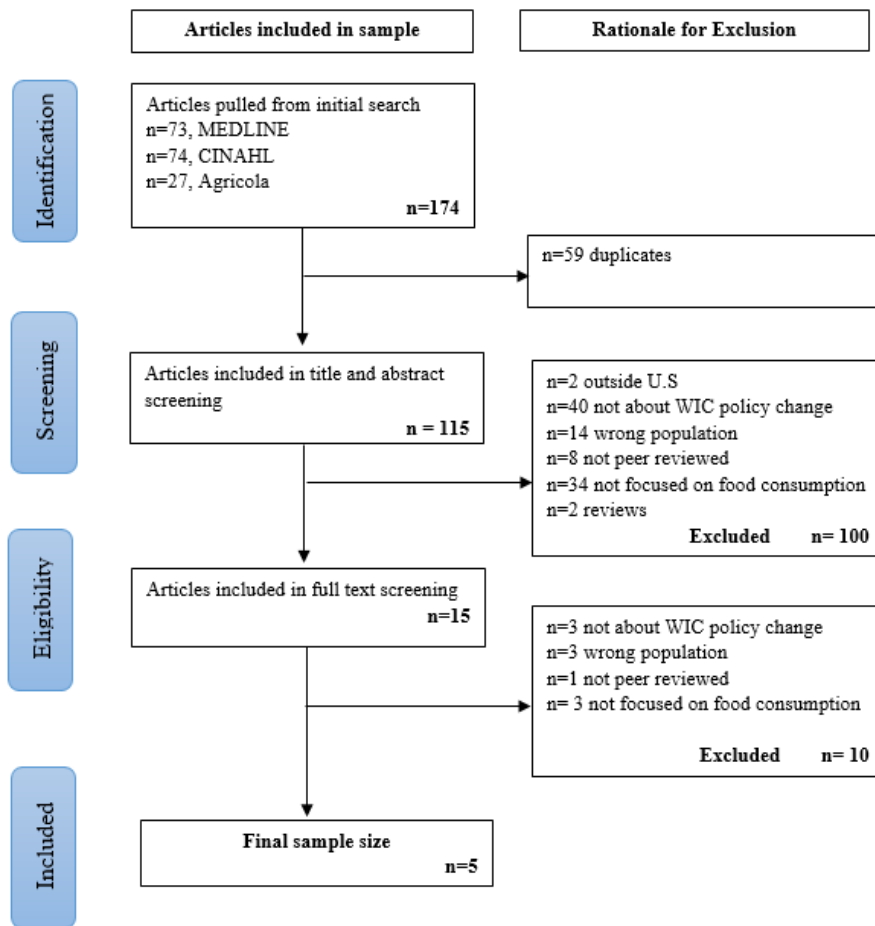 Articles included in sample
Rationale for Exclusion
Identification
Articles pulled from initial search
n=73, MEDLINE
n=74, CINAHL
n=27, Agricola
n=174
n=59 duplicates
Screening
Articles included in title and abstract
screening
n = 115
n=2 outside U.S
n=40 not about WIC policy change
n=14 wrong population
n=8 not peer reviewed
n=34 not focused on food consumption
n=2 reviews
Excluded n= 100
Eligibility
Articles included in full text screening
n=15
n=3 not about WIC policy change
n=3 wrong population
n=1 not peer reviewed
n= 3 not focused on food consumption
Excluded n= 10
Included
Final sample size
n=5